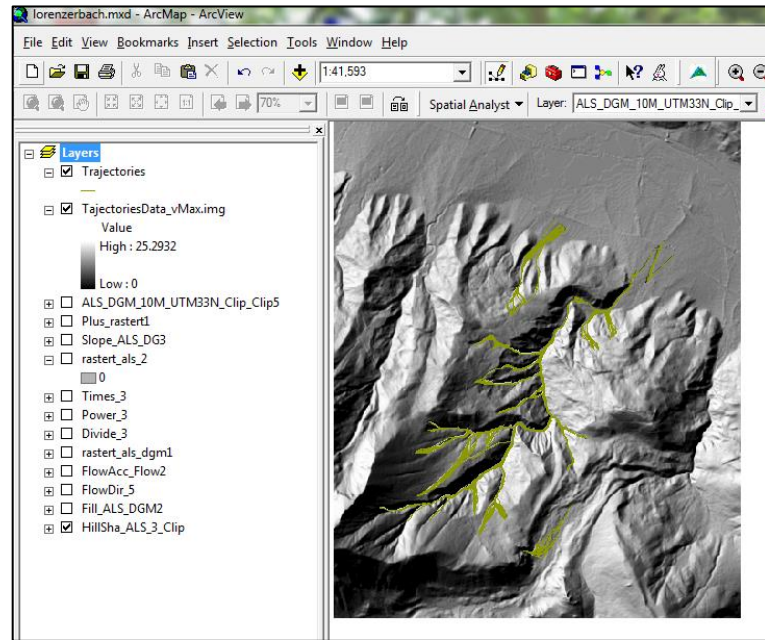 lorenzerbach.mxd - ArcMap - ArcView
File Edit View Bookmarks Insert Selection Tools Window Help
1:41,593
70% Spatial Analyst Layer: ALS_DGM_10M_UTM33N_Clip_
Layers
Trajectories
TajectoriesData_vMax.img
Value
High : 25.2932
Low : 0
ALS_DGM_10M_UTM33N_Clip_Clip5
Plus_rastert1
Slope_ALS_DG3
rastert_als_2
0
Times_3
Power_3
Divide_3
rastert_als_dgm1
FlowAcc_Flow2
FlowDir_5
Fill_ALS_DGM2
HillSha_ALS_3_Clip